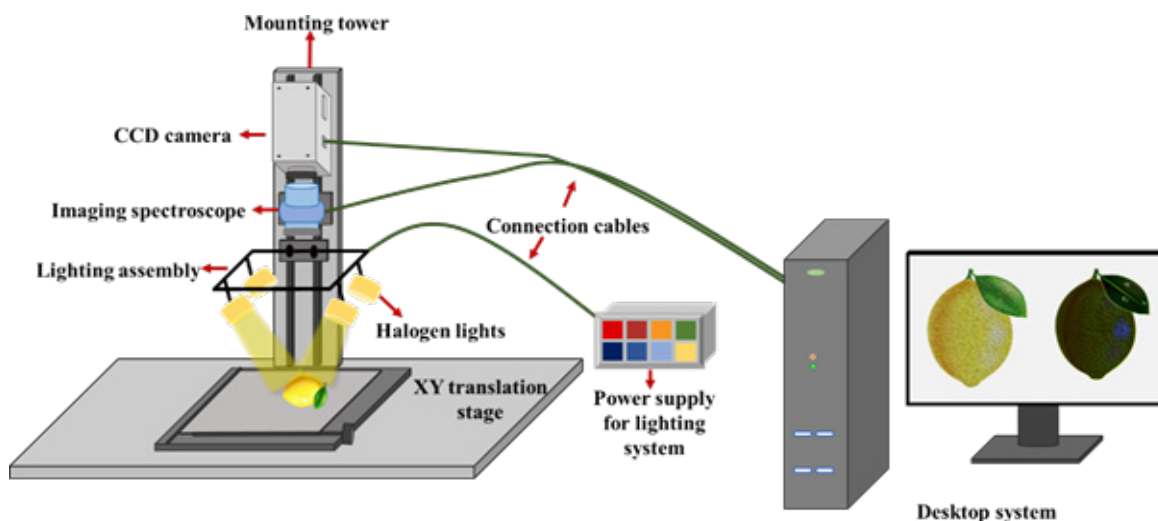 Mounting tower
CCD camera
Imaging spectroscope
Connection cables
Lighting assembly
Halogen lights
XY translation
stage
Power supply
for lighting
system
Desktop system